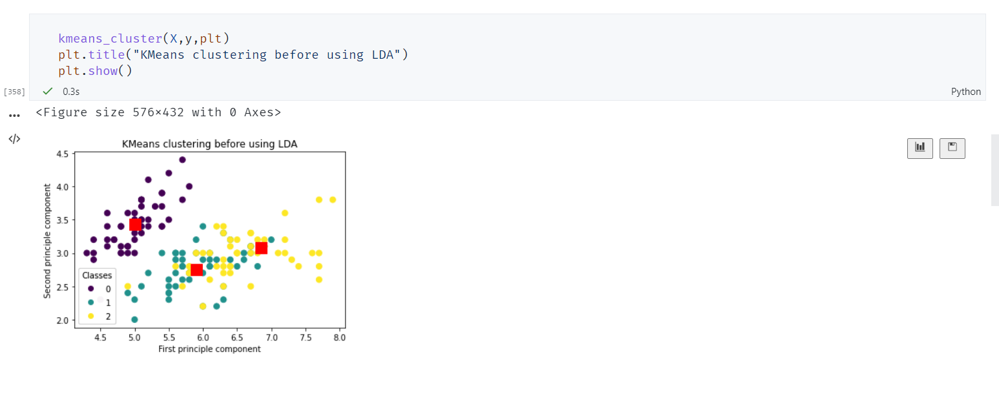 kmeans_cluster(X,y,plt)
plt.title("KMeans clustering before using LDA")
plt.show()
[358]
0.3s
Python
<Figure size 576x432 with 0 Axes>
KMeans clustering before using LDA
4.5
4.0
3.5
3.0
2.5
2.0
Second principle component
Classes
0
1
2
4.5 5.0 5.5 6.0 6.5 7.0 7.5 8.0
First principle component